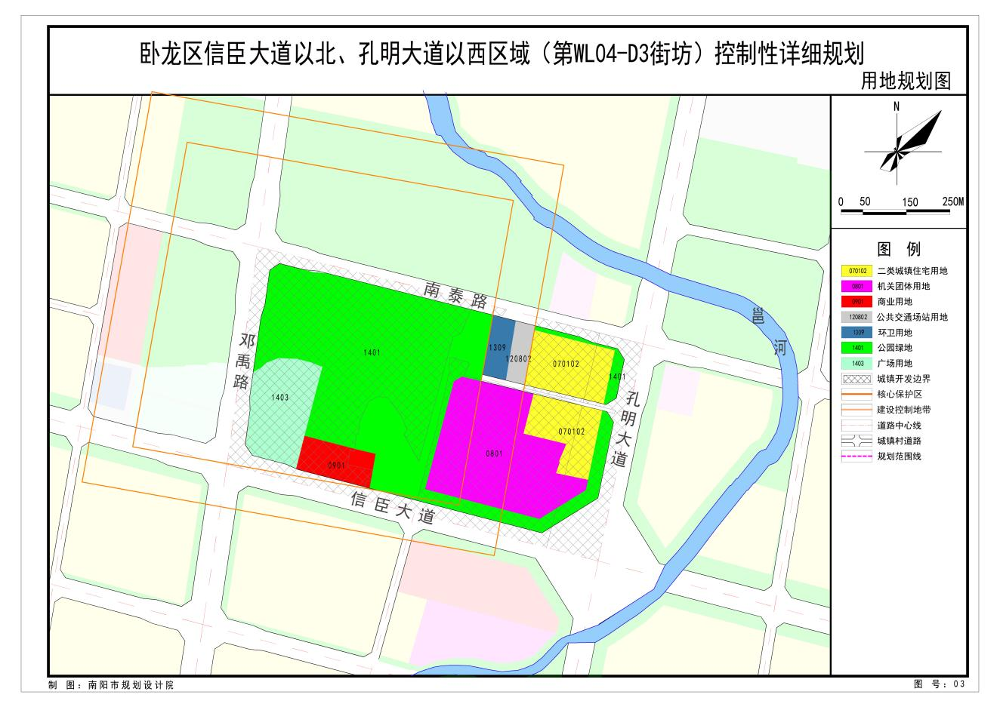 卧龙区信臣大道以北、孔明大道以西区域（第WL04-D3街坊）控制性详细规划
用地规划图
N
0 50 150 250M
图 例
070102 二类城镇住宅用地
0801 机关团体用地
0901 商业用地
120802 公共交通场站用地
1309 环卫用地
1401 公园绿地
1403 广场用地
城镇开发边界
核心保护区
建设控制地带
道路中心线
城镇村道路
规划范围线
南泰路
邓禹路
孔明大道
信臣大道
邕河
1401
1309
120802
070102
1401
1403
070102
0801
0901
制 图：南阳市规划设计院
图 号：03